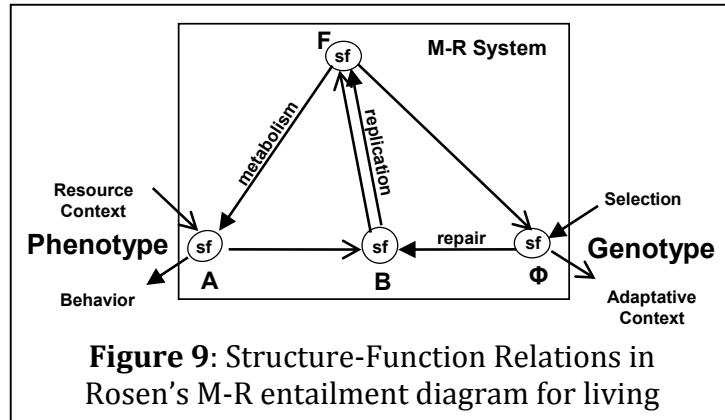 F
M-R System
sf
metabolism
replication
Resource
Context
Selection
Phenotype
sf
sf
repair
sf
Genotype
Behavior
A
B
Φ
Adaptative
Context
Figure 9: Structure-Function Relations in
Rosen's M-R entailment diagram for living